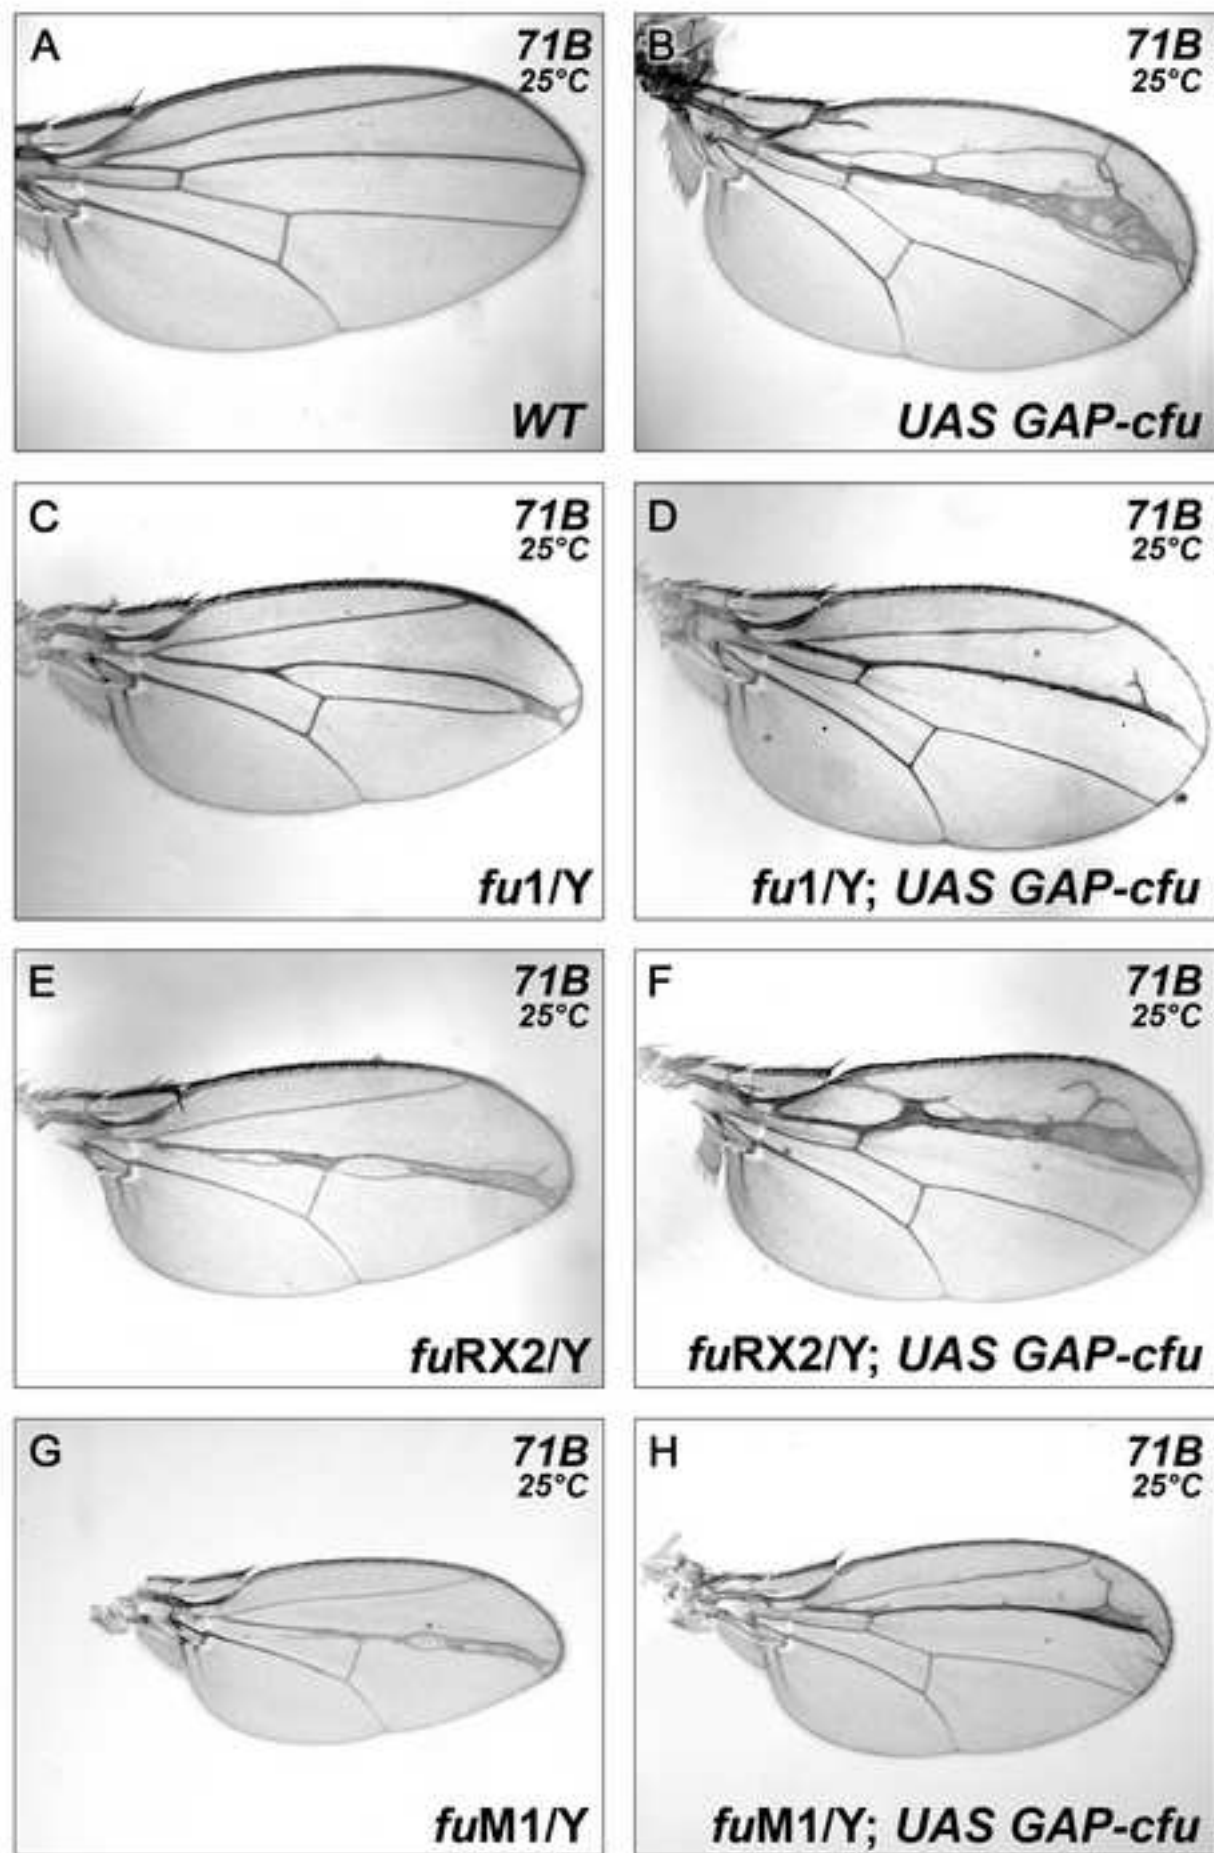 A
71B
25°C
WT
B
71B
25°C
UAS GAP-cfu
C
71B
25°C
fu1/Y
D
71B
25°C
fu1/Y; UAS GAP-cfu
E
71B
25°C
fuRX2/Y
F
71B
25°C
fuRX2/Y; UAS GAP-cfu
G
71B
25°C
fuM1/Y
H
71B
25°C
fuM1/Y; UAS GAP-cfu